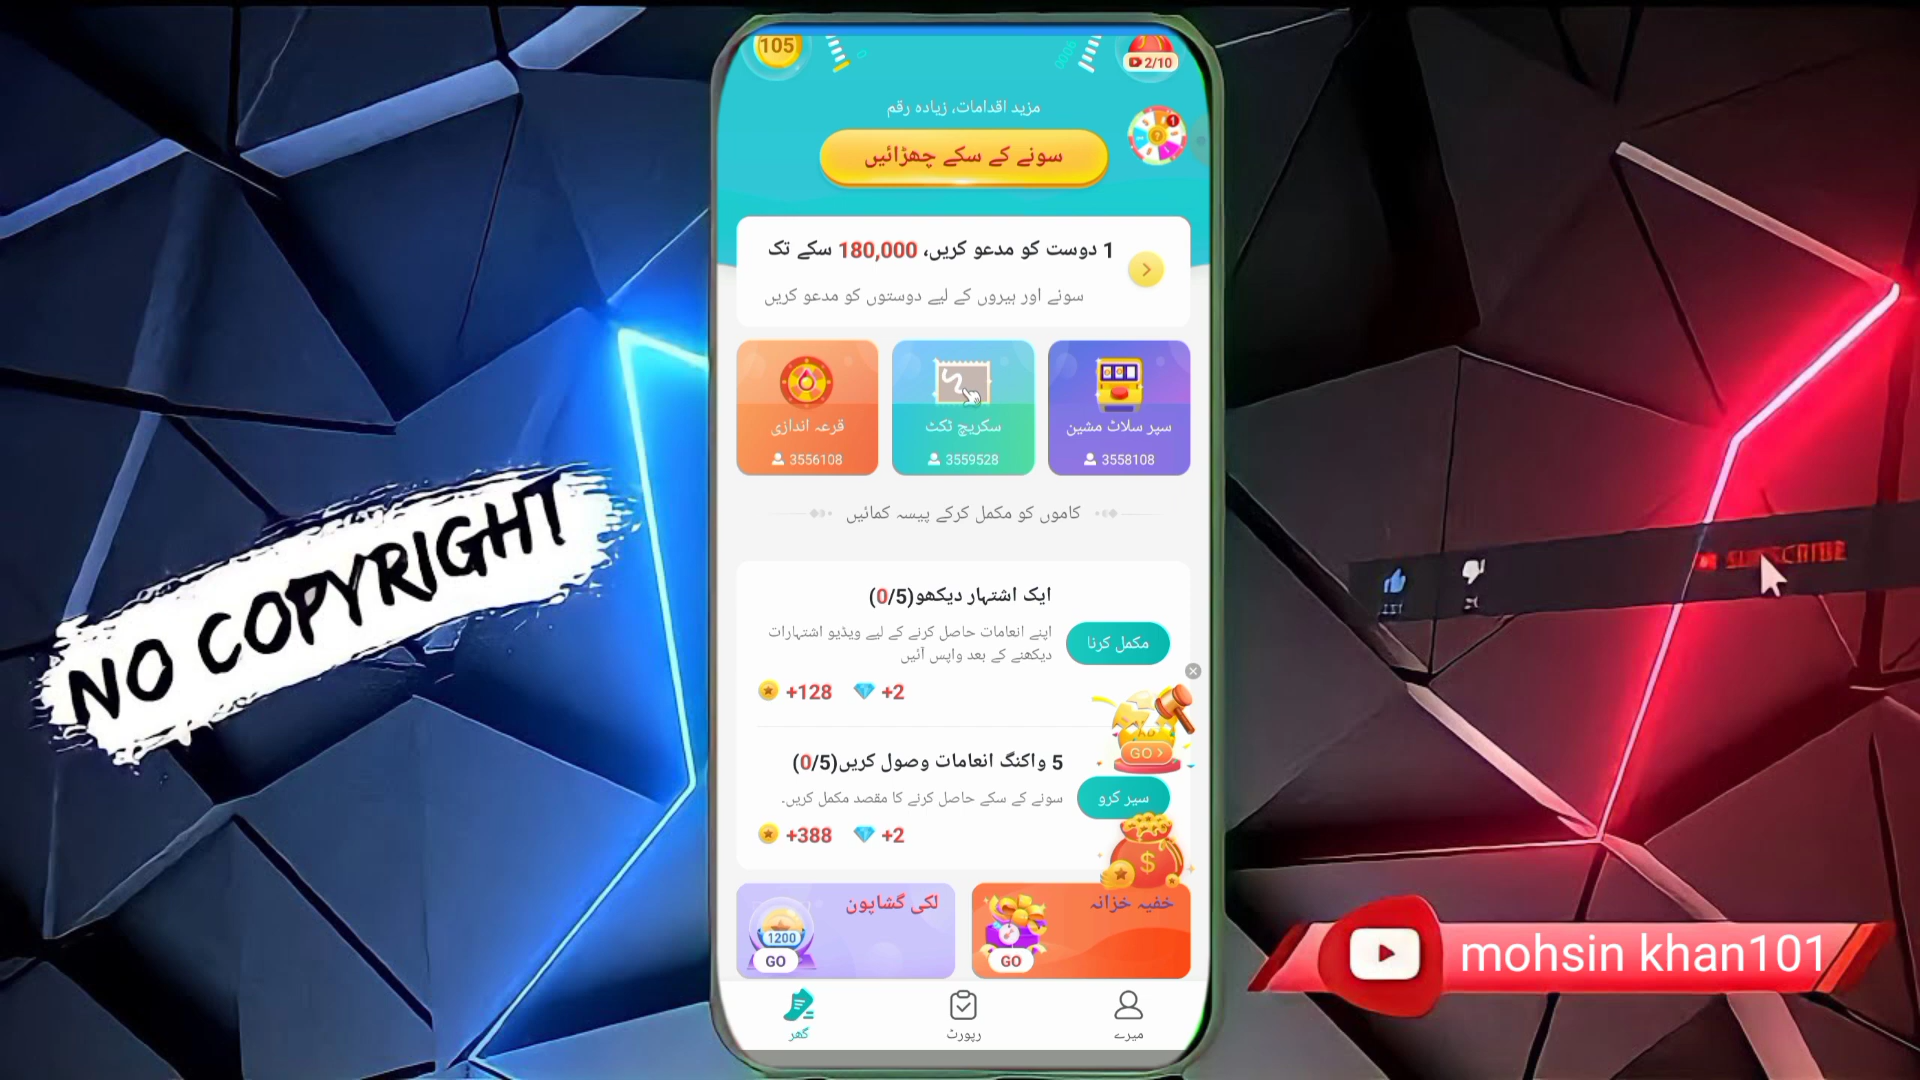 105
0
9000
2/10
مزید اقدامات، زیادہ رقم
1
سونے کے سکے چھڑائیں
1 دوست کو مدعو کریں، 180,000 سکے تک
سونے اور ہیروں کے لیے دوستوں کو مدعو کریں
قرعہ اندازی
3556108
سکریچ ٹکٹ
3559528
سپر سلاٹ مشین
3558108
کاموں کو مکمل کرکے پیسہ کمائیں
ایک اشتہار دیکھو(0/5)
اپنے انعامات حاصل کرنے کے لیے ویڈیو اشتہارات
دیکھنے کے بعد واپس آئیں
مکمل کرنا
+128 +2
GO >
5 واکنگ انعامات وصول کریں(0/5)
سونے کے سکے حاصل کرنے کا مقصد مکمل کریں۔
سیر کرو
+388 +2
$
لکی گشاپون
1200
GO
خفیہ خزانہ
GO
گھر
رپورٹ
میرے
NO COPYRIGHT
SUBSCRIBE
mohsin khan101